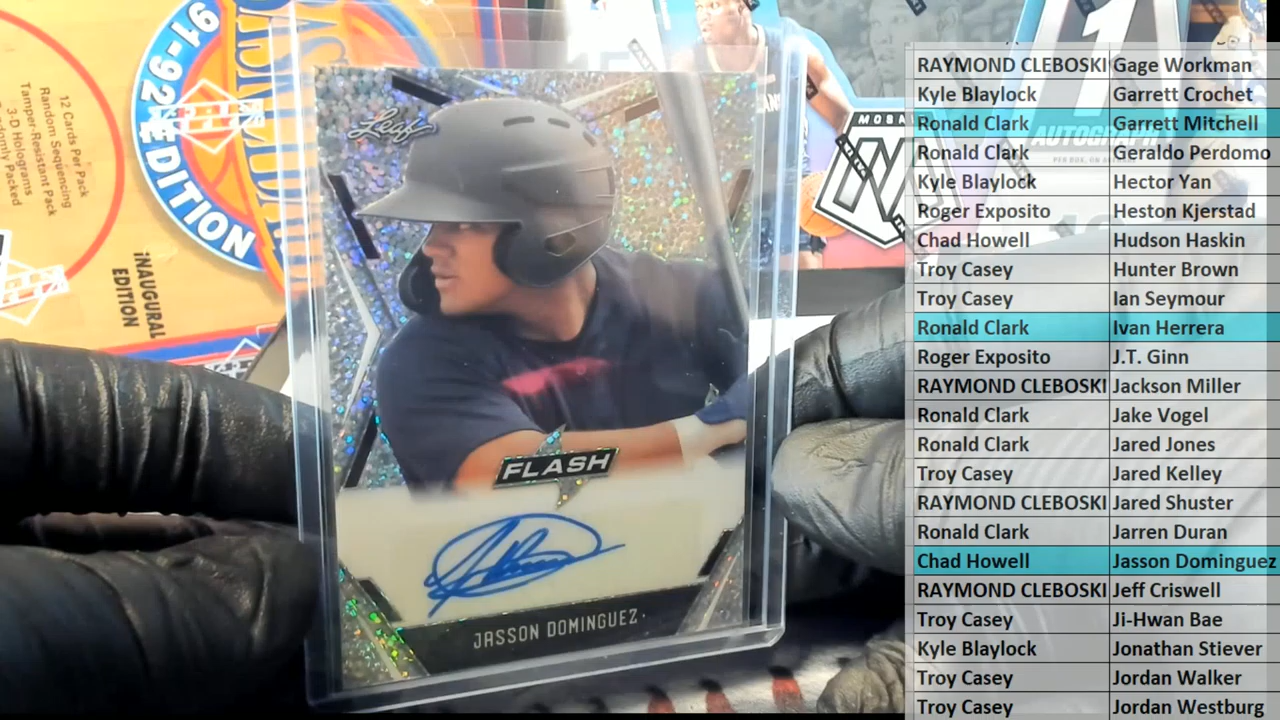 91-92 EDITION
12 Cards Per Pack
Random Sequencing
Tamper-Resistant Pack
3-D Holograms
INAUGURAL
EDITION
Leaf
FLASH
JASSON DOMINGUEZ
MOSA
1
AUTOGRAPH
RAYMOND CLEBOSKI Gage Workman
Kyle Blaylock Garrett Crochet
Ronald Clark Garrett Mitchell
Ronald Clark Geraldo Perdomo
Kyle Blaylock Hector Yan
Roger Exposito Heston Kjerstad
Chad Howell Hudson Haskin
Troy Casey Hunter Brown
Troy Casey Ian Seymour
Ronald Clark Ivan Herrera
Roger Exposito J.T. Ginn
RAYMOND CLEBOSKI Jackson Miller
Ronald Clark Jake Vogel
Ronald Clark Jared Jones
Troy Casey Jared Kelley
RAYMOND CLEBOSKI Jared Shuster
Ronald Clark Jarren Duran
Chad Howell Jasson Dominguez
RAYMOND CLEBOSKI Jeff Criswell
Troy Casey Ji-Hwan Bae
Kyle Blaylock Jonathan Stiever
Troy Casey Jordan Walker
Troy Casey Jordan Westburg